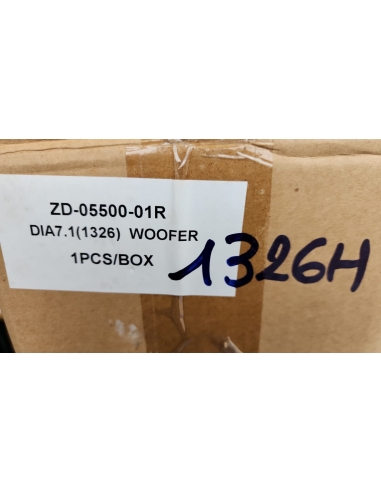 ZD-05500-01R
DIA7.1(1326) WOOFER
1PCS/BOX
1326H